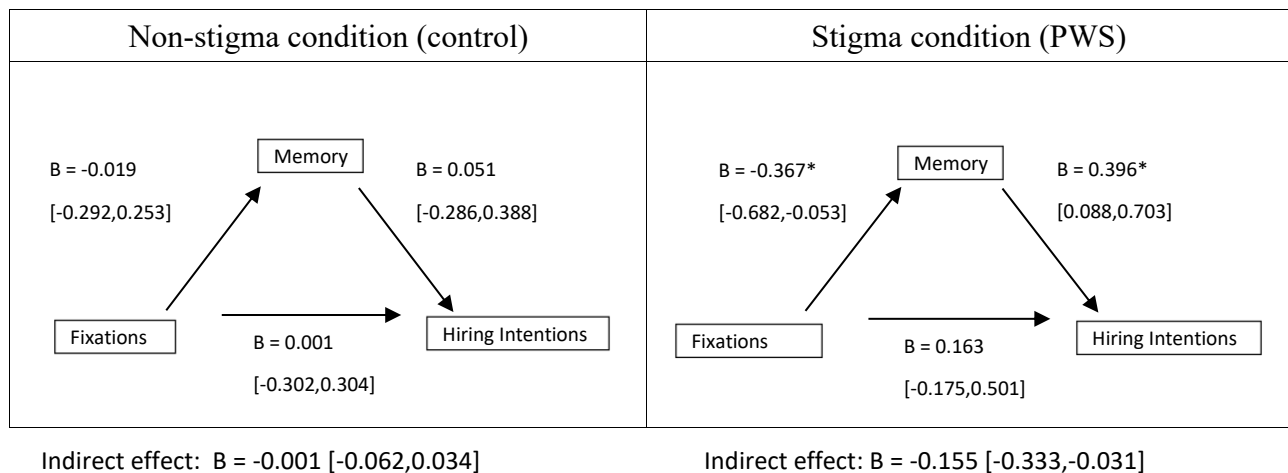 Non-stigma condition (control)
Stigma condition (PWS)
Memory
B = -0.019
[-0.292,0.253]
B = 0.051
[-0.286,0.388]
Fixations
Hiring Intentions
B = 0.001
[-0.302,0.304]
Memory
B = -0.367*
[-0.682,-0.053]
B = 0.396*
[0.088,0.703]
Fixations
Hiring Intentions
B = 0.163
[-0.175,0.501]
Indirect effect: B = -0.001 [-0.062,0.034]
Indirect effect: B = -0.155 [-0.333,-0.031]